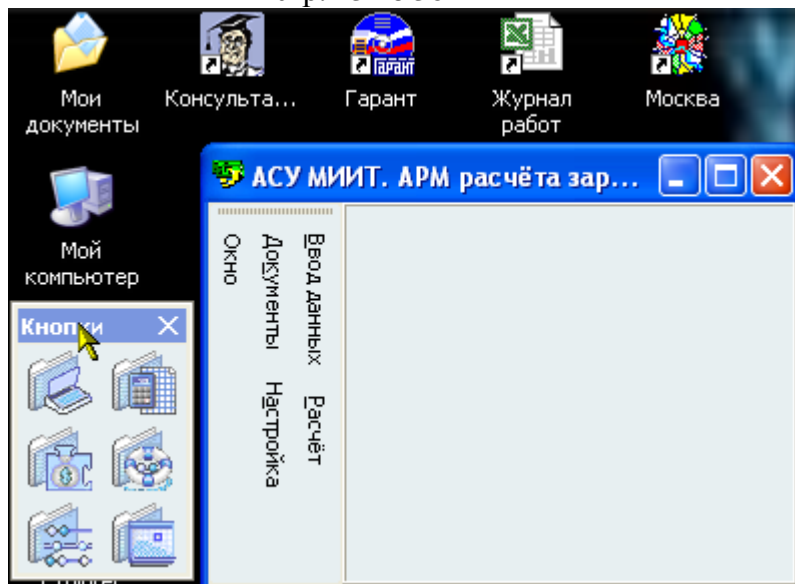 Мои
документы
Консульта...
Гарант
Журнал
работ
Москва
ГАРАНТ
Мой
компьютер
АСУ МИИТ. АРМ расчёта зар...
Кнопки
Ввод данных Расчёт
Документы Настройка
Окно